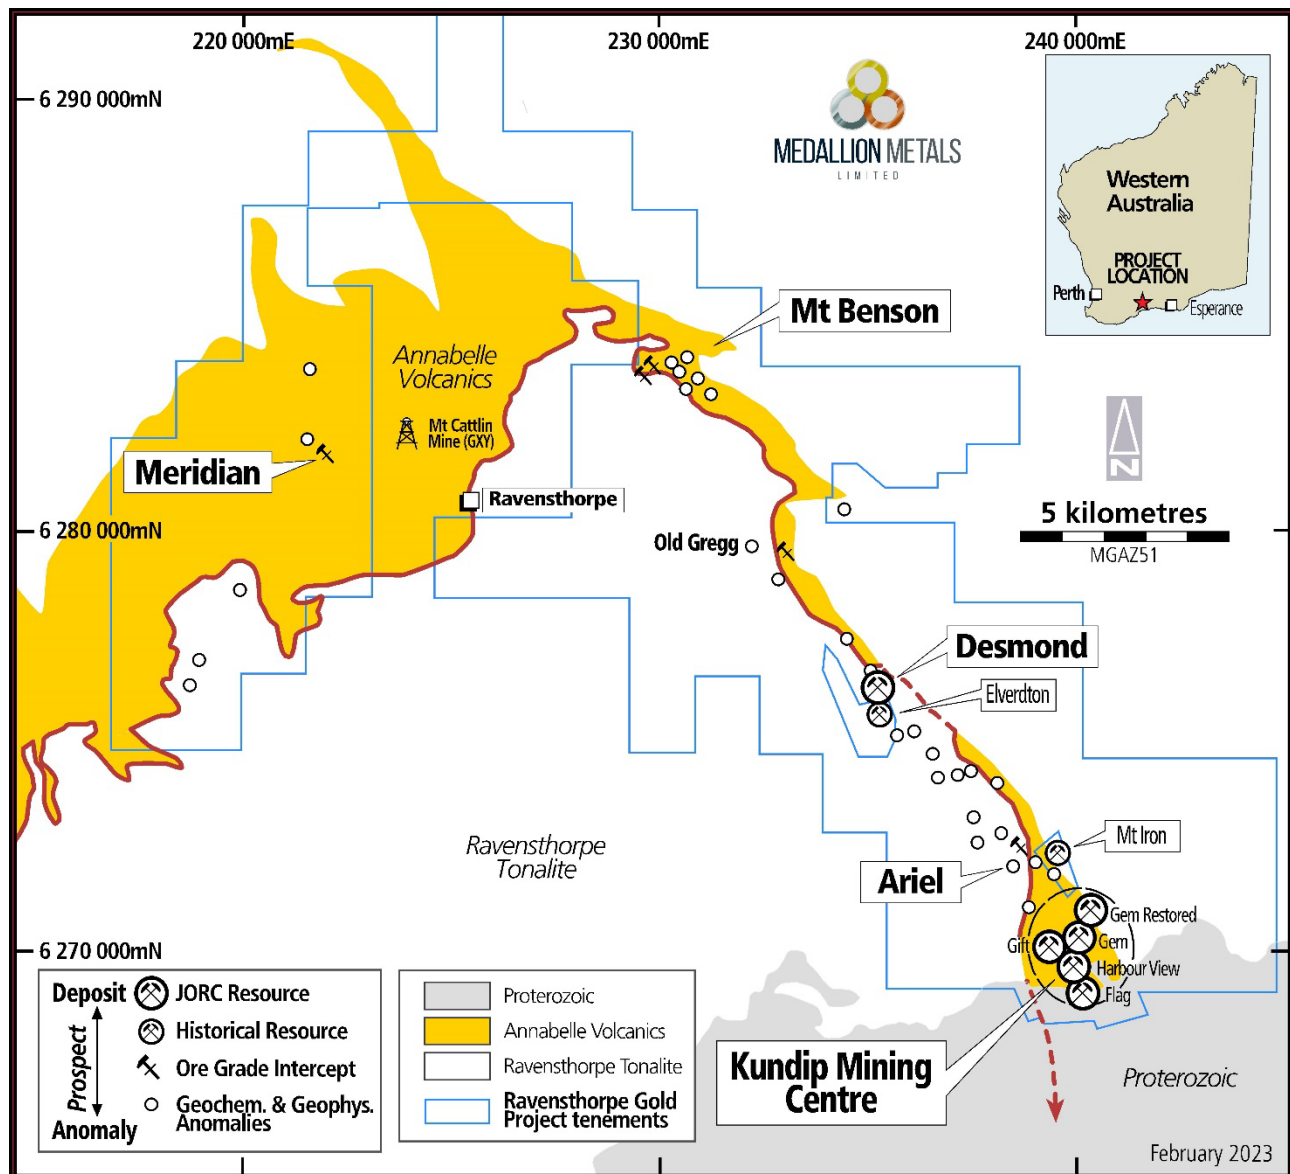 220 000mE
230 000mE
240 000mE
6 290 000mN
MEDALLION METALS
LIMITED
Western
Australia
PROJECT
LOCATION
Perth
Esperance
Mt Benson
Annabelle
Volcanics
Mt Cattlin
Mine (GXY)
Meridian
N
Ravensthorpe
5 kilometres
MGAZ51
6 280 000mN
Old Gregg
Desmond
Elverdton
Ravensthorpe
Tonalite
Mt Iron
Ariel
Gem Restored
6 270 000mN
Gift
Gem
Harbour View
Flag
Deposit
JORC Resource
Historical Resource
Prospect
Ore Grade Intercept
Geochem. & Geophys.
Anomalies
Anomaly
Proterozoic
Annabelle Volcanics
Ravensthorpe Tonalite
Ravensthorpe Gold
Project tenements
Kundip Mining
Centre
Proterozoic
February 2023